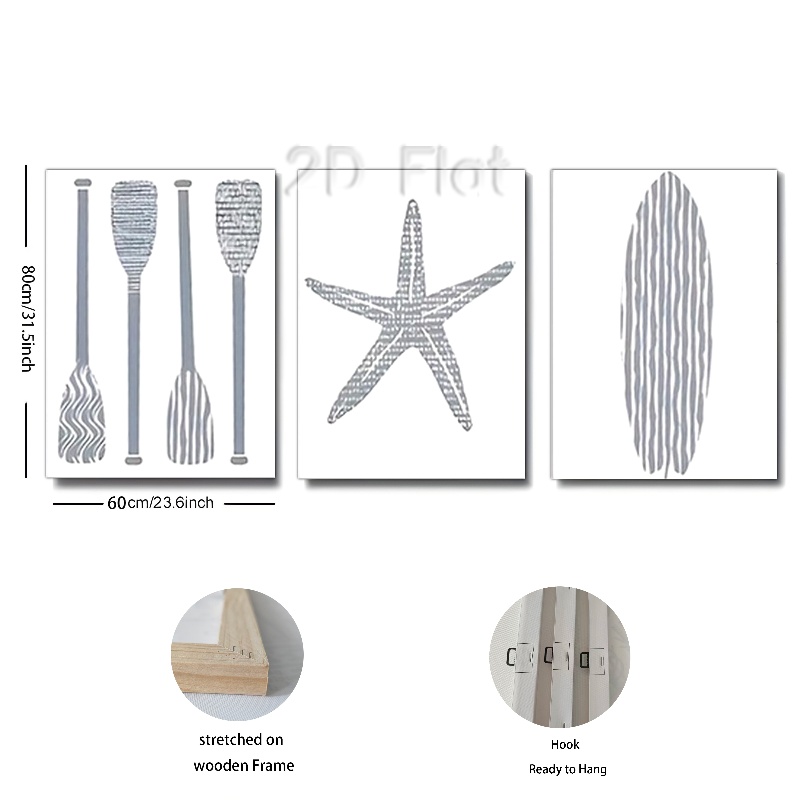 2D Flat
80cm/31.5inch
60cm/23.6inch
stretched on
wooden Frame
Hook
Ready to Hang